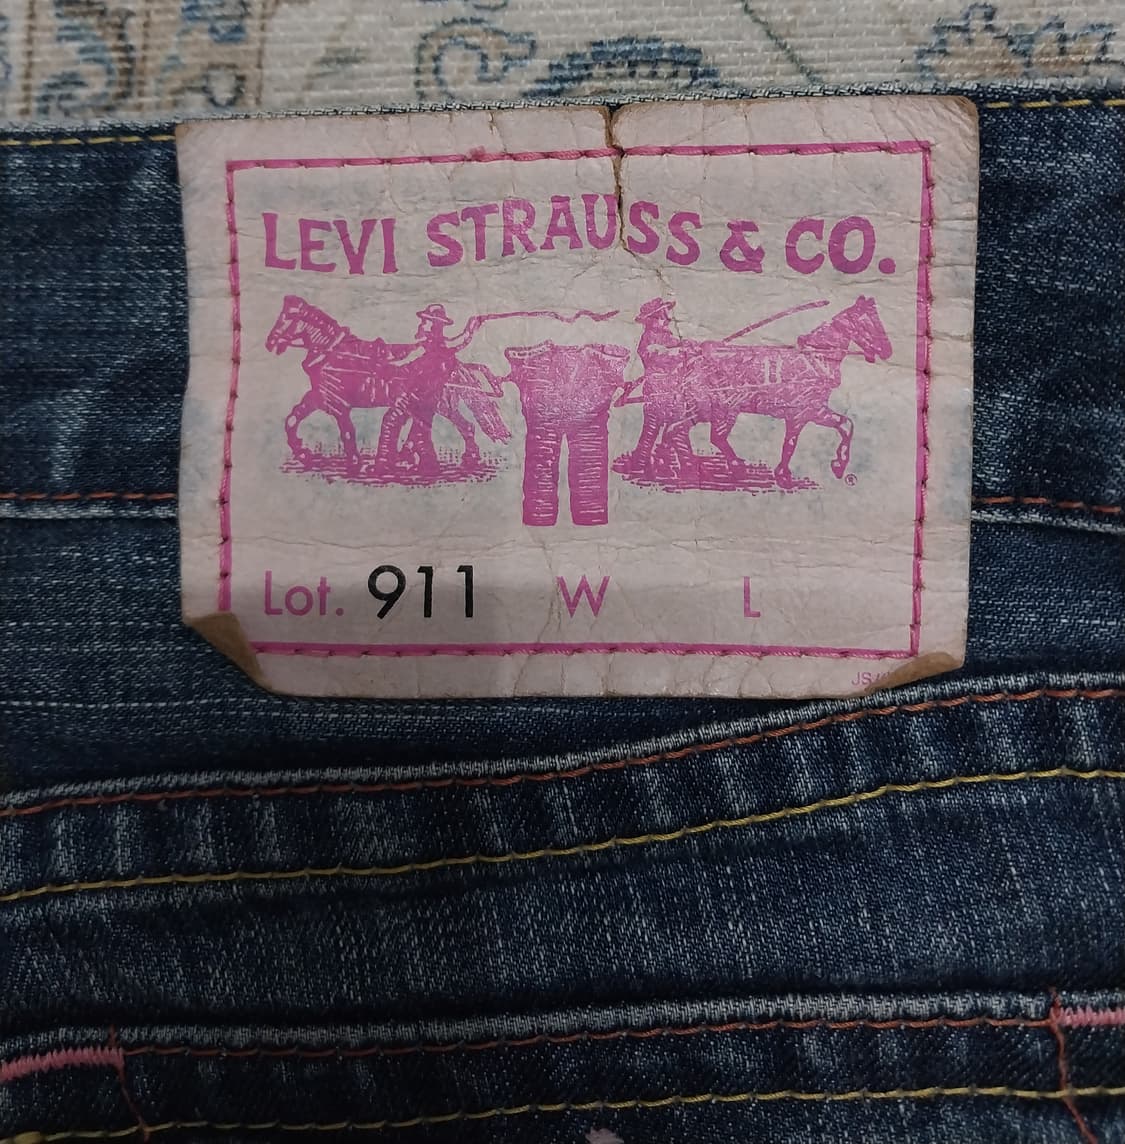 LEVI STRAUSS & CO.
®
Lot. 911 W L